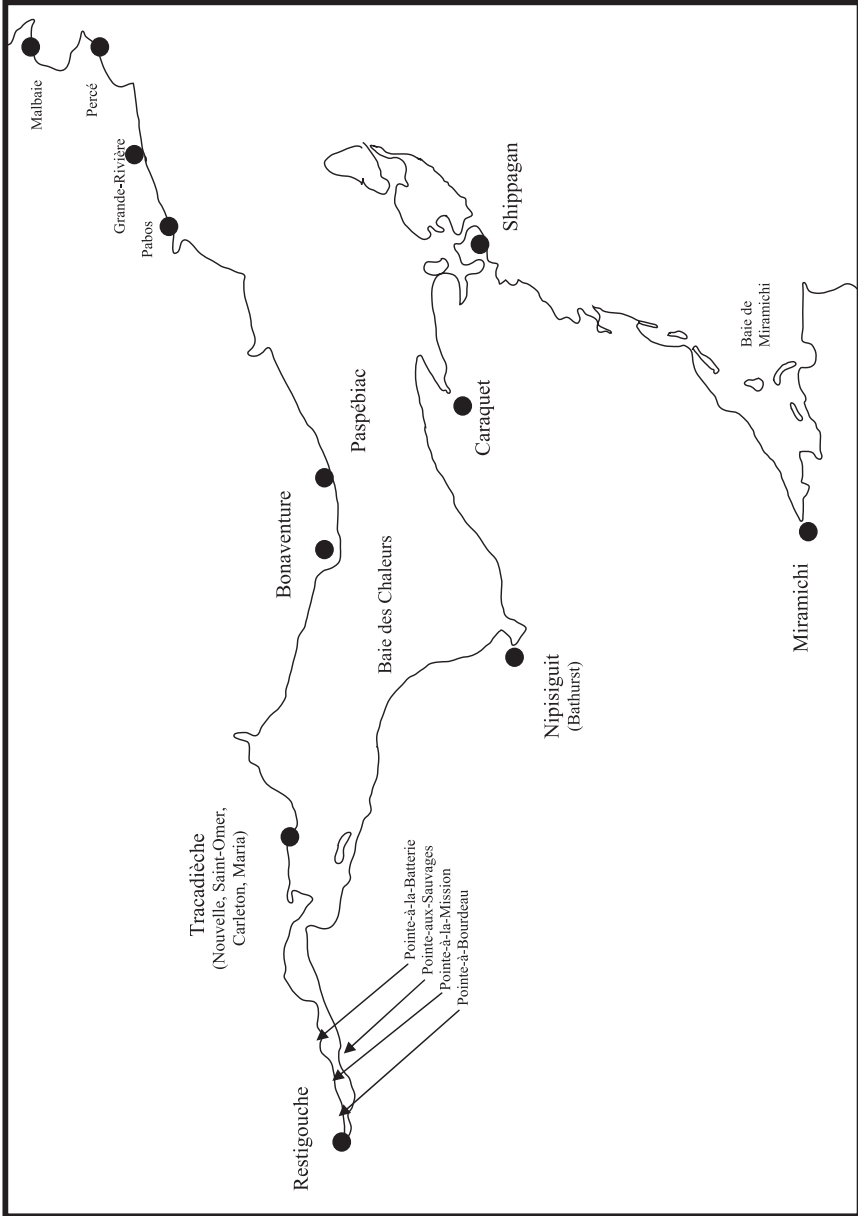 Malbaie
Percé
Grande-Rivière
Pabos
Shippagan
Baie de
Miramichi
Paspébiac
Caraquet
Bonaventure
Baie des Chaleurs
Miramichi
Nipisiguit
(Bathurst)
Tracadièche
(Nouvelle, Saint-Omer,
Carleton, Maria)
Pointe-à-la-Batterie
Pointe-aux-Sauvages
Pointe-à-la-Mission
Pointe-à-Bourdeau
Restigouche